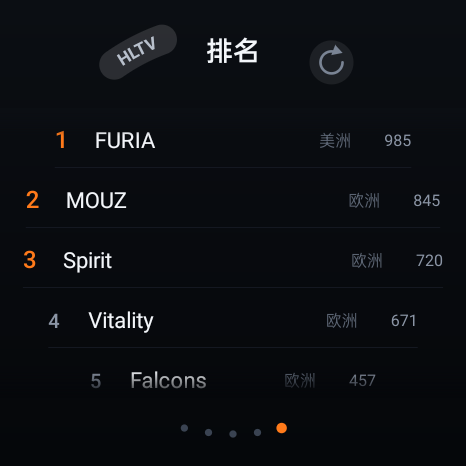 HLTV 排名
1 FURIA 美洲 985
2 MOUZ 欧洲 845
3 Spirit 欧洲 720
4 Vitality 欧洲 671
5 Falcons 欧洲 457